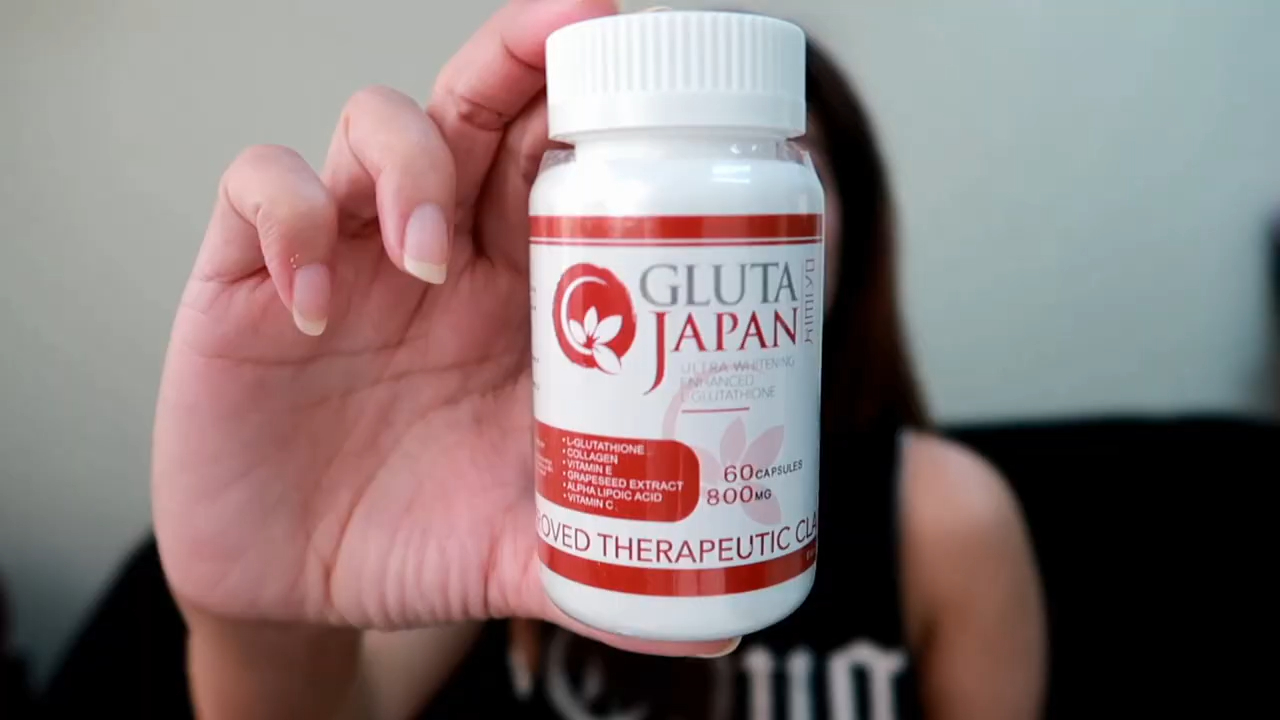 GLUTA
JAPAN
KIMIYO
ULTRA WHITENING
ENHANCED
L-GLUTATHIONE
• L-GLUTATHIONE
• COLLAGEN
• VITAMIN E
• GRAPESEED EXTRACT
• ALPHA LIPOIC ACID
• VITAMIN C
60 CAPSULES
800MG
ROVED THERAPEUTIC CLA